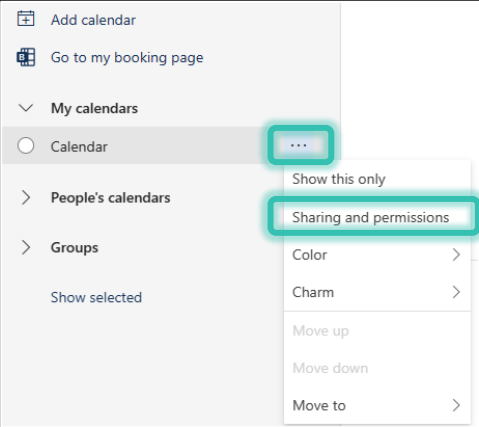 Add calendar
Go to my booking page
My calendars
Calendar
...
Show this only
People's calendars
Sharing and permissions
Groups
Color
Show selected
Charm
Move up
Move down
Move to